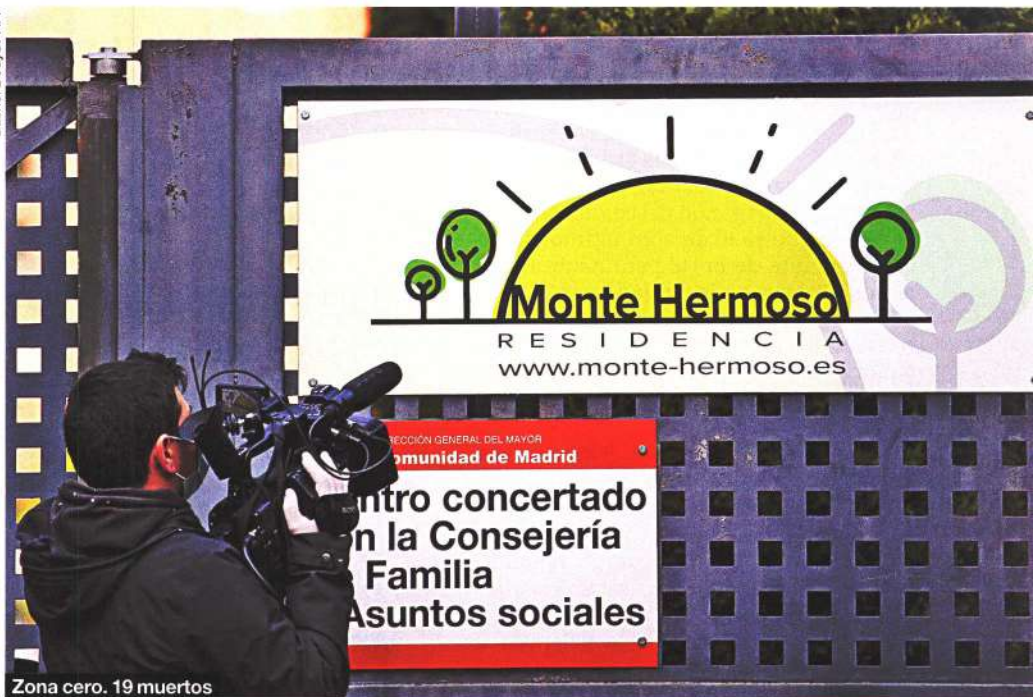 Monte Hermoso
RESIDENCIA
www.monte-hermoso.es
RECCIÓN GENERAL DEL MAYOR
omunidad de Madrid
ntro concertado
n la Consejería
Familia
Asuntos sociales
Zona cero. 19 muertos